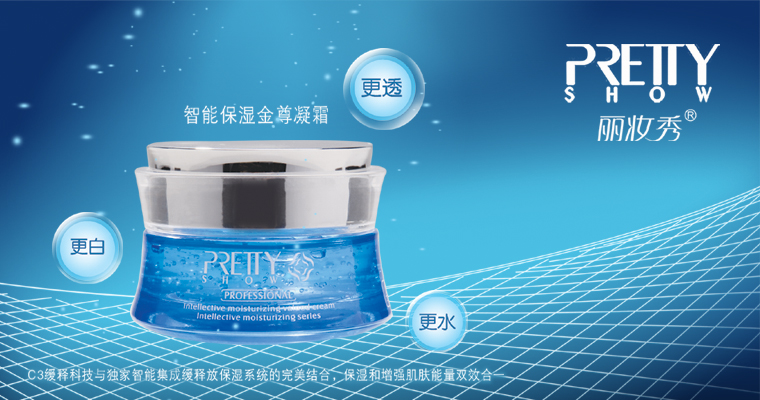 更透
智能保湿金尊凝霜
PRETTY
SHOW
丽妆秀®
更白
PRETTY
SHOW
PROFESSIONAL
Intellective moisturizing cream
Intellective moisturizing series
更水
C3缓释科技与独家智能集成缓释放保湿系统的完美结合，保湿和增强肌肤能量双效合一